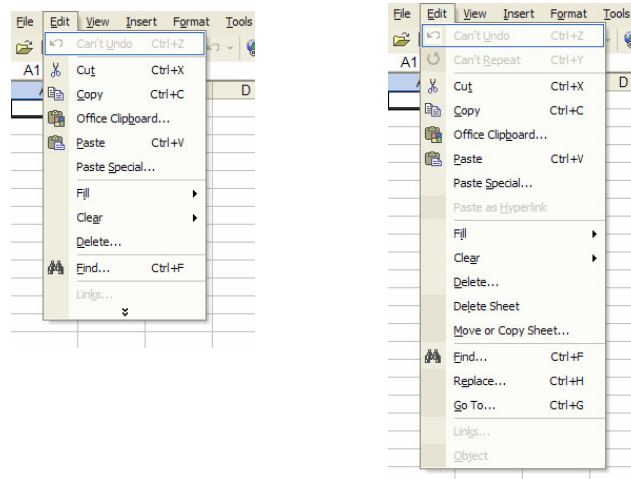 File Edit View Insert Format Tools
Can't Undo Ctrl+Z
A1
Cut Ctrl+X
D
Copy Ctrl+C
Office Clipboard...
Paste Ctrl+V
Paste Special...
Fill
Clear
Delete...
Find... Ctrl+F
Links...
File Edit View Insert Format Tools
Can't Undo Ctrl+Z
Can't Repeat Ctrl+Y
A1
Cut Ctrl+X
D
Copy Ctrl+C
Office Clipboard...
Paste Ctrl+V
Paste Special...
Paste as Hyperlink
Fill
Clear
Delete...
Delete Sheet
Move or Copy Sheet...
Find... Ctrl+F
Replace... Ctrl+H
Go To... Ctrl+G
Links...
Object